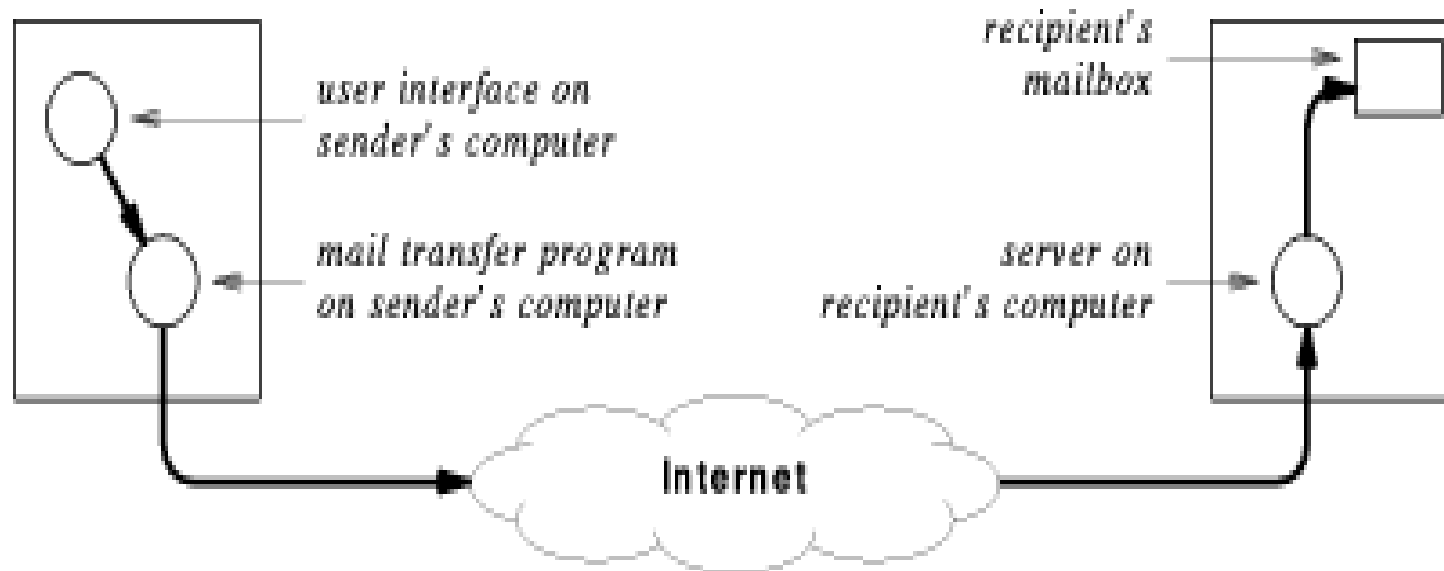 user interface on
sender's computer
mail transfer program
on sender's computer
recipient's
mailbox
server on
recipient's computer
Internet